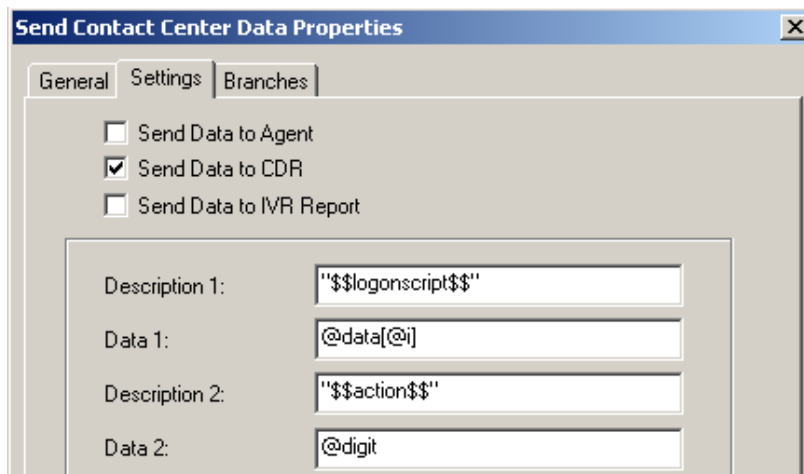 Send Contact Center Data Properties
General Settings Branches
Send Data to Agent
Send Data to CDR
Send Data to IVR Report
Description 1: "$$logonscript$$"
Data 1: @data[@i]
Description 2: "$$action$$"
Data 2: @digit